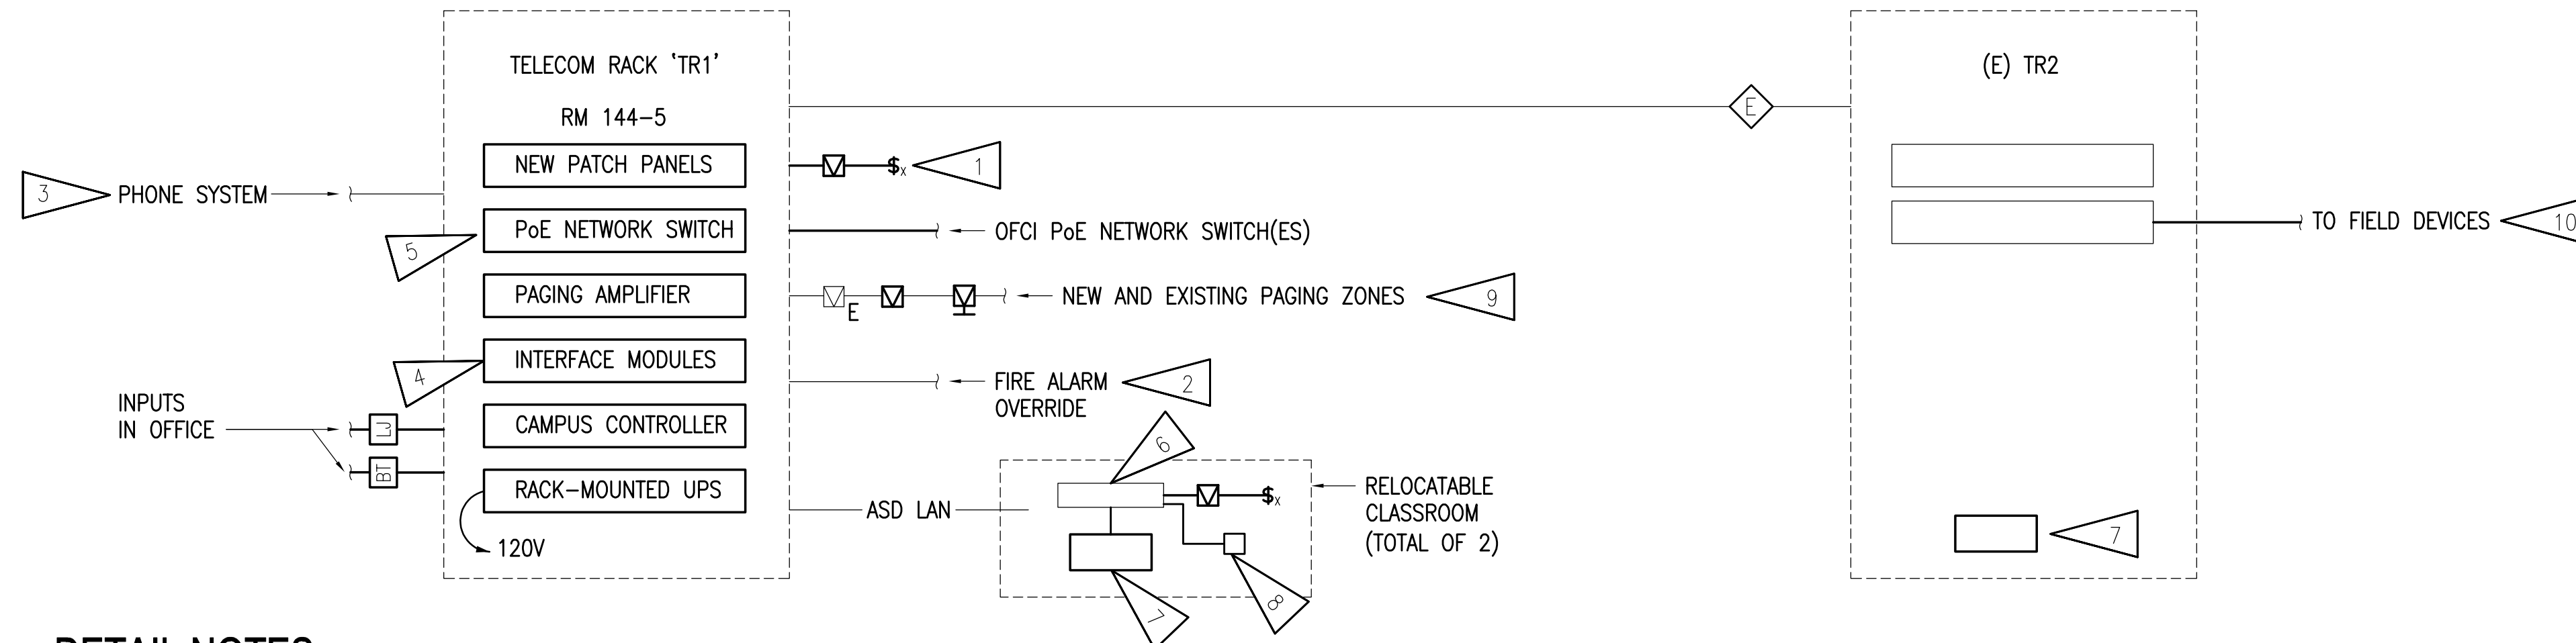 TELECOM RACK 'TR1'
RM 144-5
NEW PATCH PANELS
PoE NETWORK SWITCH
PAGING AMPLIFIER
INTERFACE MODULES
CAMPUS CONTROLLER
RACK-MOUNTED UPS
120V
3
PHONE SYSTEM
5
4
INPUTS
IN OFFICE
LJ
BT
E
$x
1
OFCI PoE NETWORK SWITCH(ES)
E
NEW AND EXISTING PAGING ZONES
9
FIRE ALARM
OVERRIDE
2
ASD LAN
6
$x
7
8
RELOCATABLE
CLASSROOM
(TOTAL OF 2)
(E) TR2
TO FIELD DEVICES
10
7
DETAIL NOTES